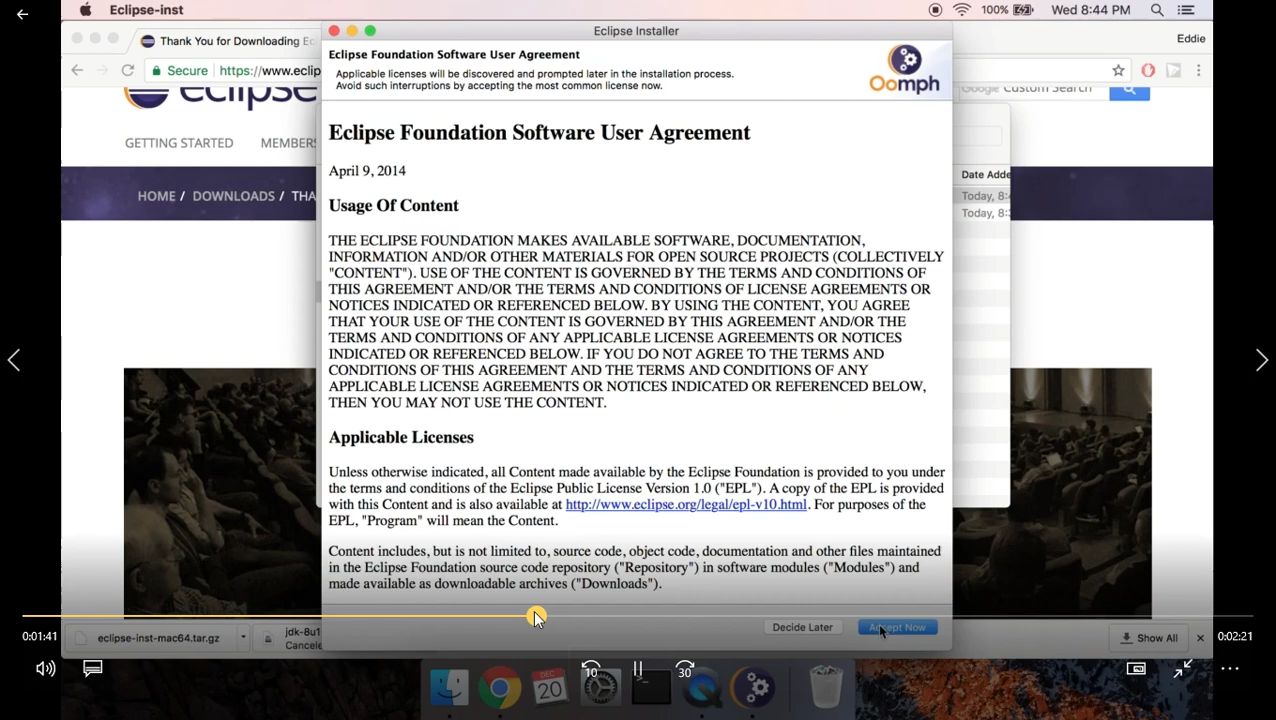 Eclipse-inst
100%
Wed 8:44 PM
Thank You for Downloading Ec
Eclipse Installer
Eddie
Secure
https://www.eclip
Eclipse Foundation Software User Agreement
Applicable licenses will be discovered and prompted later in the installation process.
Avoid such interruptions by accepting the most common license now.
Oomph
eclipse
Google Custom Search
GETTING STARTED
MEMBERS
HOME / DOWNLOADS / THA
Date Adde
Today, 8:
Today, 8:
Eclipse Foundation Software User Agreement
April 9, 2014
Usage Of Content
THE ECLIPSE FOUNDATION MAKES AVAILABLE SOFTWARE, DOCUMENTATION,
INFORMATION AND/OR OTHER MATERIALS FOR OPEN SOURCE PROJECTS (COLLECTIVELY
"CONTENT"). USE OF THE CONTENT IS GOVERNED BY THE TERMS AND CONDITIONS OF
THIS AGREEMENT AND/OR THE TERMS AND CONDITIONS OF LICENSE AGREEMENTS OR
NOTICES INDICATED OR REFERENCED BELOW. BY USING THE CONTENT, YOU AGREE
THAT YOUR USE OF THE CONTENT IS GOVERNED BY THIS AGREEMENT AND/OR THE
TERMS AND CONDITIONS OF ANY APPLICABLE LICENSE AGREEMENTS OR NOTICES
INDICATED OR REFERENCED BELOW. IF YOU DO NOT AGREE TO THE TERMS AND
CONDITIONS OF THIS AGREEMENT AND THE TERMS AND CONDITIONS OF ANY
APPLICABLE LICENSE AGREEMENTS OR NOTICES INDICATED OR REFERENCED BELOW,
THEN YOU MAY NOT USE THE CONTENT.
Applicable Licenses
Unless otherwise indicated, all Content made available by the Eclipse Foundation is provided to you under
the terms and conditions of the Eclipse Public License Version 1.0 ("EPL"). A copy of the EPL is provided
with this Content and is also available at http://www.eclipse.org/legal/epl-v10.html. For purposes of the
EPL, "Program" will mean the Content.
Content includes, but is not limited to, source code, object code, documentation and other files maintained
in the Eclipse Foundation source code repository ("Repository") in software modules ("Modules") and
made available as downloadable archives ("Downloads").
Decide Later
Accept Now
0:01:41
eclipse-inst-mac64.tar.gz
jdk-8u1
Cancele
Show All
0:02:21
10
30
DEC
20